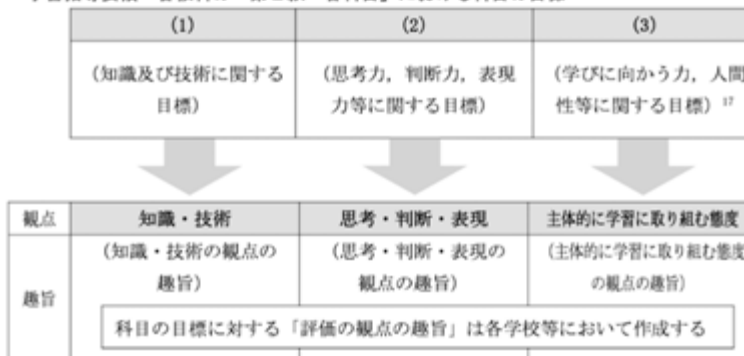 (1) (2) (3)
(知識及び技術に関する (思考力,判断力,表現 (学びに向かう力,人間
目標) 力等に関する目標) 性等に関する目標)17
観点 知識・技術 思考・判断・表現 主体的に学習に取り組む態度
(知識・技術の観点の (思考・判断・表現の (主体的に学習に取り組む態度
趣旨 趣旨) 観点の趣旨) の観点の趣旨)
科目の目標に対する「評価の観点の趣旨」は各学校等において作成する